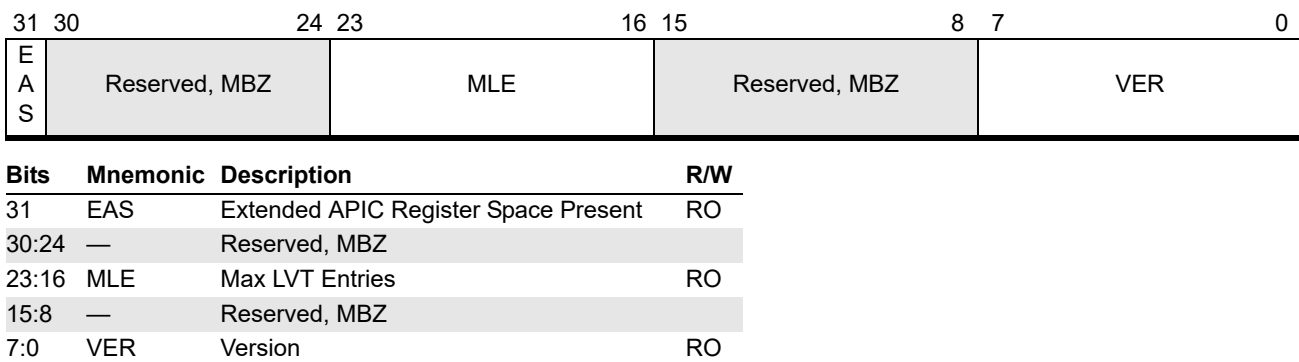 31 30 24 23 16 15 8 7 0
E
A
S
Reserved, MBZ MLE Reserved, MBZ VER
Bits Mnemonic Description R/W
31 EAS Extended APIC Register Space Present RO
30:24 — Reserved, MBZ
23:16 MLE Max LVT Entries RO
15:8 — Reserved, MBZ
7:0 VER Version RO